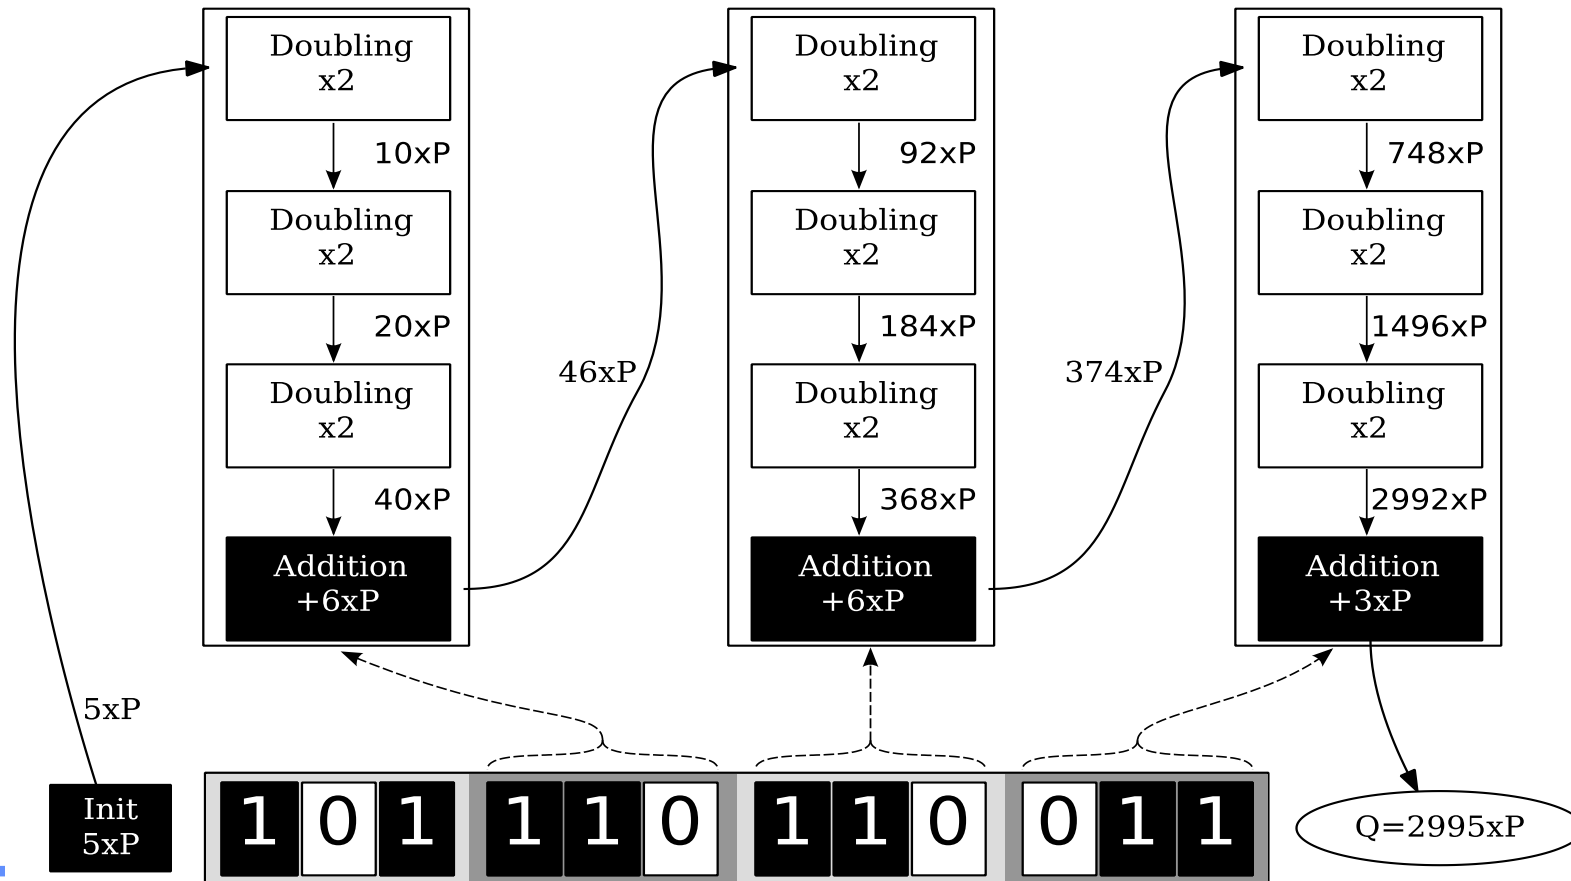 Doubling
x2
10xP
Doubling
x2
20xP
Doubling
x2
40xP
Addition
+6xP
46xP
Doubling
x2
92xP
Doubling
x2
184xP
Doubling
x2
368xP
Addition
+6xP
374xP
Doubling
x2
748xP
Doubling
x2
1496xP
Doubling
x2
2992xP
Addition
+3xP
5xP
Init
5xP
1 0 1 1 1 0 1 1 0 0 1 1
Q=2995xP